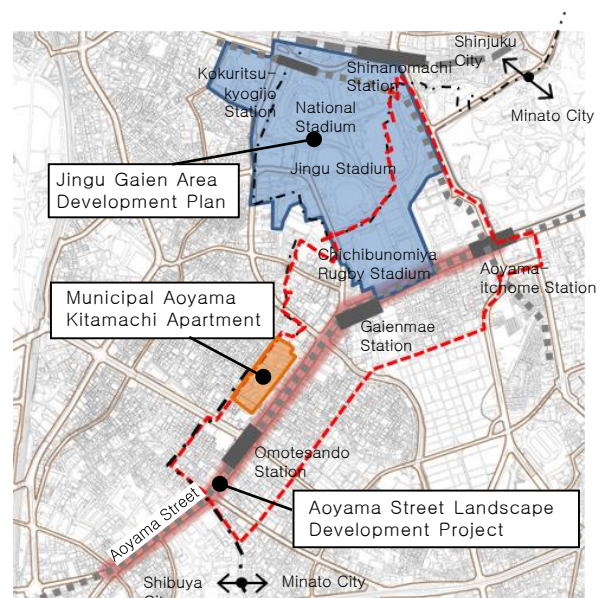 Shinjuku
City
Kokuritsu-
kyogijo
Station
Shinanomachi
Station
Minato City
National
Stadium
Jingu Stadium
Jingu Gaien Area
Development Plan
Chichibunomiya
Rugby Stadium
Aoyama-
itchome Station
Municipal Aoyama
Kitamachi Apartment
Gaienmae
Station
Omotesando
Station
Aoyama Street
Aoyama Street Landscape
Development Project
Shibuya
City
Minato City